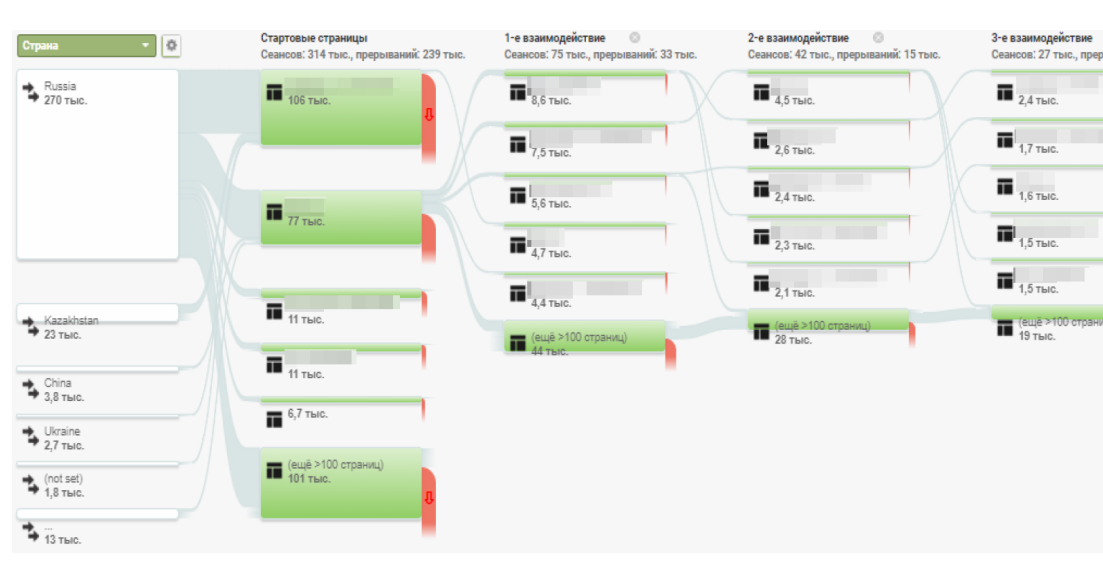 Страна
Russia
270 тыс.
Kazakhstan
23 тыс.
China
3,8 тыс.
Ukraine
2,7 тыс.
(not set)
1,8 тыс.
...
13 тыс.
Стартовые страницы
Сеансов: 314 тыс., прерываний: 239 тыс.
106 тыс.
77 тыс.
11 тыс.
11 тыс.
6,7 тыс.
(ещё >100 страниц)
101 тыс.
1-е взаимодействие
Сеансов: 75 тыс., прерываний: 33 тыс.
8,6 тыс.
7,5 тыс.
5,6 тыс.
4,7 тыс.
4,4 тыс.
(ещё >100 страниц)
44 тыс.
2-е взаимодействие
Сеансов: 42 тыс., прерываний: 15 тыс.
4,5 тыс.
2,6 тыс.
2,4 тыс.
2,3 тыс.
2,1 тыс.
(ещё >100 страниц)
28 тыс.
3-е взаимодействие
Сеансов: 27 тыс., прер
2,4 тыс.
1,7 тыс.
1,6 тыс.
1,5 тыс.
1,5 тыс.
(ещё >100 страни
19 тыс.